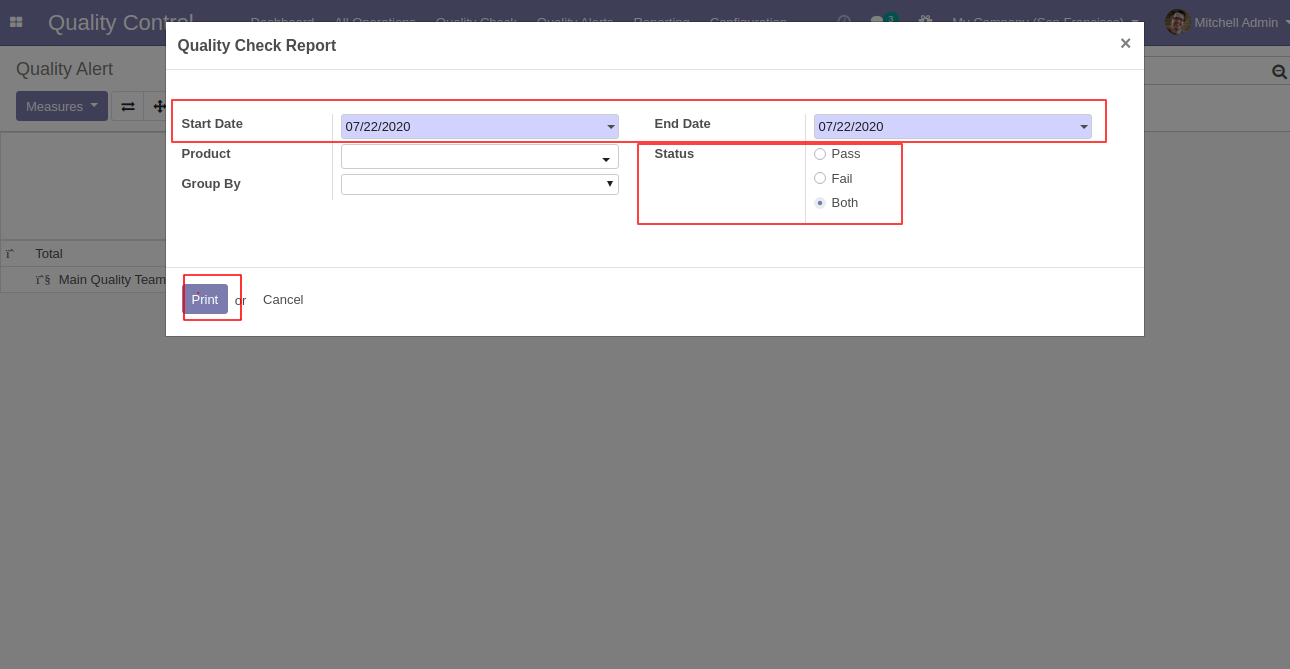 Quality Control Dashboard All Operations Quality Check Quality Alerts Reporting Configuration 3 My Company (San Francisco) Mitchell Admin
Quality Check Report ×
Quality Alert
Measures
Start Date 07/22/2020 End Date 07/22/2020
Product Status Pass
Group By Fail
Both
Total
Main Quality Team
Print or Cancel